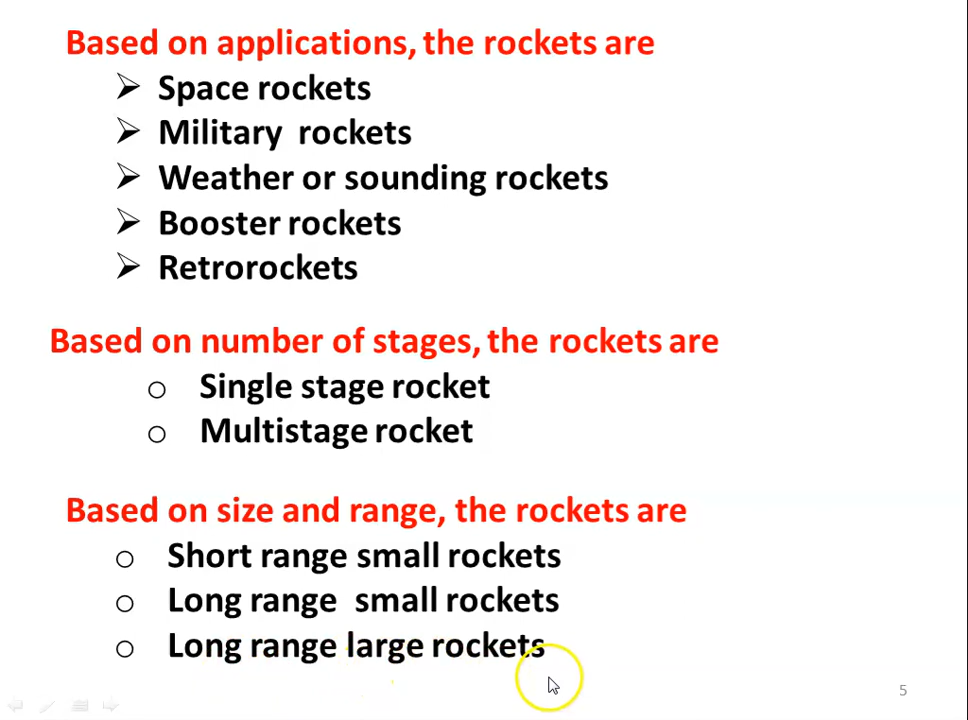 Based on applications, the rockets are
Space rockets
Military rockets
Weather or sounding rockets
Booster rockets
Retrorockets
Based on number of stages, the rockets are
Single stage rocket
Multistage rocket
Based on size and range, the rockets are
Short range small rockets
Long range small rockets
Long range large rockets
5